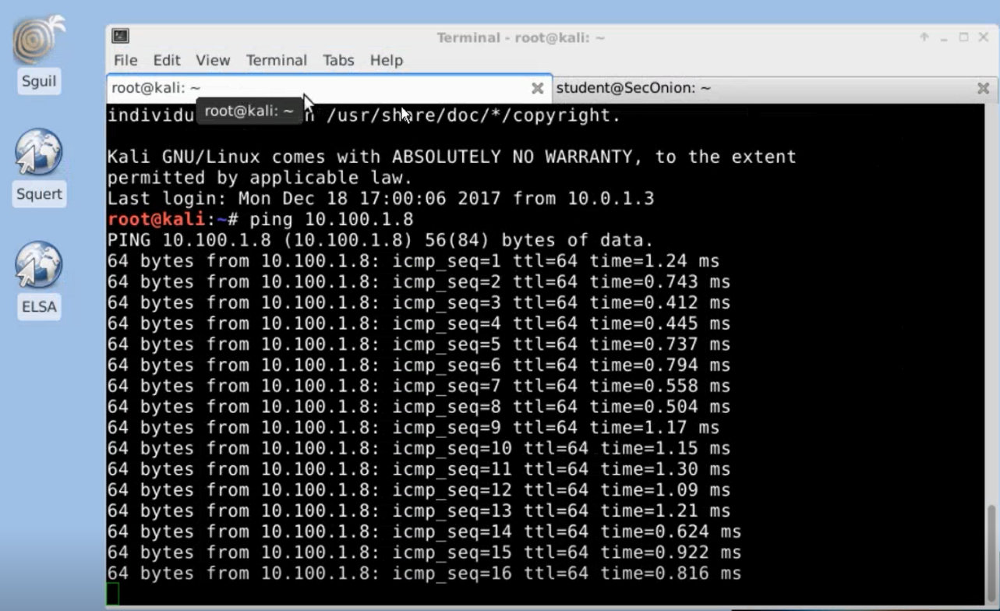 Sguil
Squert
ELSA
Terminal - root@kali: ~
File Edit View Terminal Tabs Help
root@kali: ~
student@SecOnion: ~
root@kali: ~
individu n /usr/share/doc/*/copyright.
Kali GNU/Linux comes with ABSOLUTELY NO WARRANTY, to the extent
permitted by applicable law.
Last login: Mon Dec 18 17:00:06 2017 from 10.0.1.3
root@kali:~# ping 10.100.1.8
PING 10.100.1.8 (10.100.1.8) 56(84) bytes of data.
64 bytes from 10.100.1.8: icmp_seq=1 ttl=64 time=1.24 ms
64 bytes from 10.100.1.8: icmp_seq=2 ttl=64 time=0.743 ms
64 bytes from 10.100.1.8: icmp_seq=3 ttl=64 time=0.412 ms
64 bytes from 10.100.1.8: icmp_seq=4 ttl=64 time=0.445 ms
64 bytes from 10.100.1.8: icmp_seq=5 ttl=64 time=0.737 ms
64 bytes from 10.100.1.8: icmp_seq=6 ttl=64 time=0.794 ms
64 bytes from 10.100.1.8: icmp_seq=7 ttl=64 time=0.558 ms
64 bytes from 10.100.1.8: icmp_seq=8 ttl=64 time=0.504 ms
64 bytes from 10.100.1.8: icmp_seq=9 ttl=64 time=1.17 ms
64 bytes from 10.100.1.8: icmp_seq=10 ttl=64 time=1.15 ms
64 bytes from 10.100.1.8: icmp_seq=11 ttl=64 time=1.30 ms
64 bytes from 10.100.1.8: icmp_seq=12 ttl=64 time=1.09 ms
64 bytes from 10.100.1.8: icmp_seq=13 ttl=64 time=1.21 ms
64 bytes from 10.100.1.8: icmp_seq=14 ttl=64 time=0.624 ms
64 bytes from 10.100.1.8: icmp_seq=15 ttl=64 time=0.922 ms
64 bytes from 10.100.1.8: icmp_seq=16 ttl=64 time=0.816 ms